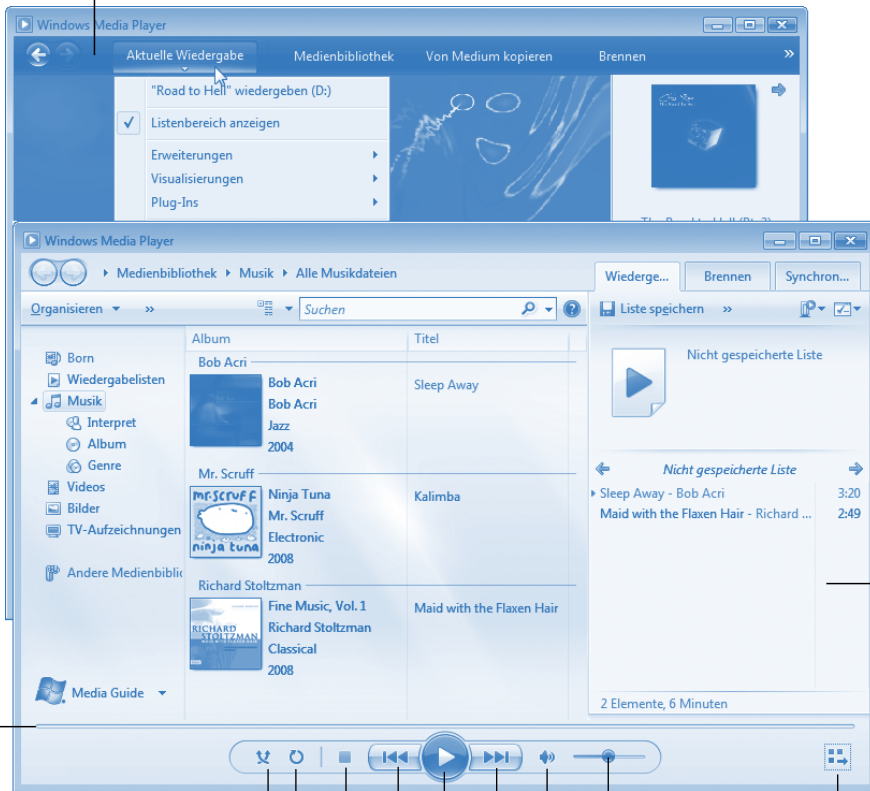 Windows Media Player
Aktuelle Wiedergabe Medienbibliothek Von Medium kopieren Brennen »
"Road to Hell" wiedergeben (D:)
Listenbereich anzeigen
Erweiterungen
Visualisierungen
Plug-Ins
Windows Media Player
Medienbibliothek Musik Alle Musikdateien
Wiederge... Brennen Synchron...
Organisieren » Suchen
Liste speichern »
Born
Wiedergabelisten
Musik
Interpret
Album
Genre
Videos
Bilder
TV-Aufzeichnungen
Andere Medienbiblic
Media Guide
Album Titel
Bob Acri
Bob Acri Sleep Away
Bob Acri
Jazz
2004
Mr. Scruff
mr.scruff
ninja tuna
Ninja Tuna Kalimba
Mr. Scruff
Electronic
2008
Richard Stoltzman
RICHARD
STOLTZMAN
Fine Music, Vol. 1 Maid with the Flaxen Hair
Richard Stoltzman
Classical
2008
Nicht gespeicherte Liste
Nicht gespeicherte Liste
Sleep Away - Bob Acri 3:20
Maid with the Flaxen Hair - Richard ... 2:49
2 Elemente, 6 Minuten